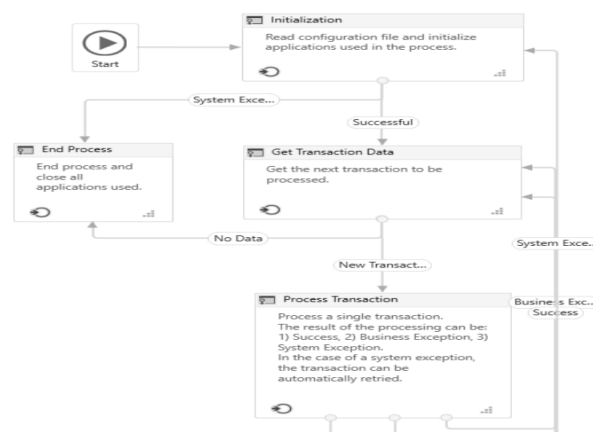 Initialization
Read configuration file and initialize
applications used in the process.
Start
System Exce...
Successful
End Process
End process and
close all
applications used.
Get Transaction Data
Get the next transaction to be
processed.
No Data
System Exce..
New Transact...
Process Transaction
Process a single transaction.
The result of the processing can be:
1) Success, 2) Business Exception, 3)
System Exception.
In the case of a system exception,
the transaction can be
automatically retried.
Business Exc..
Success